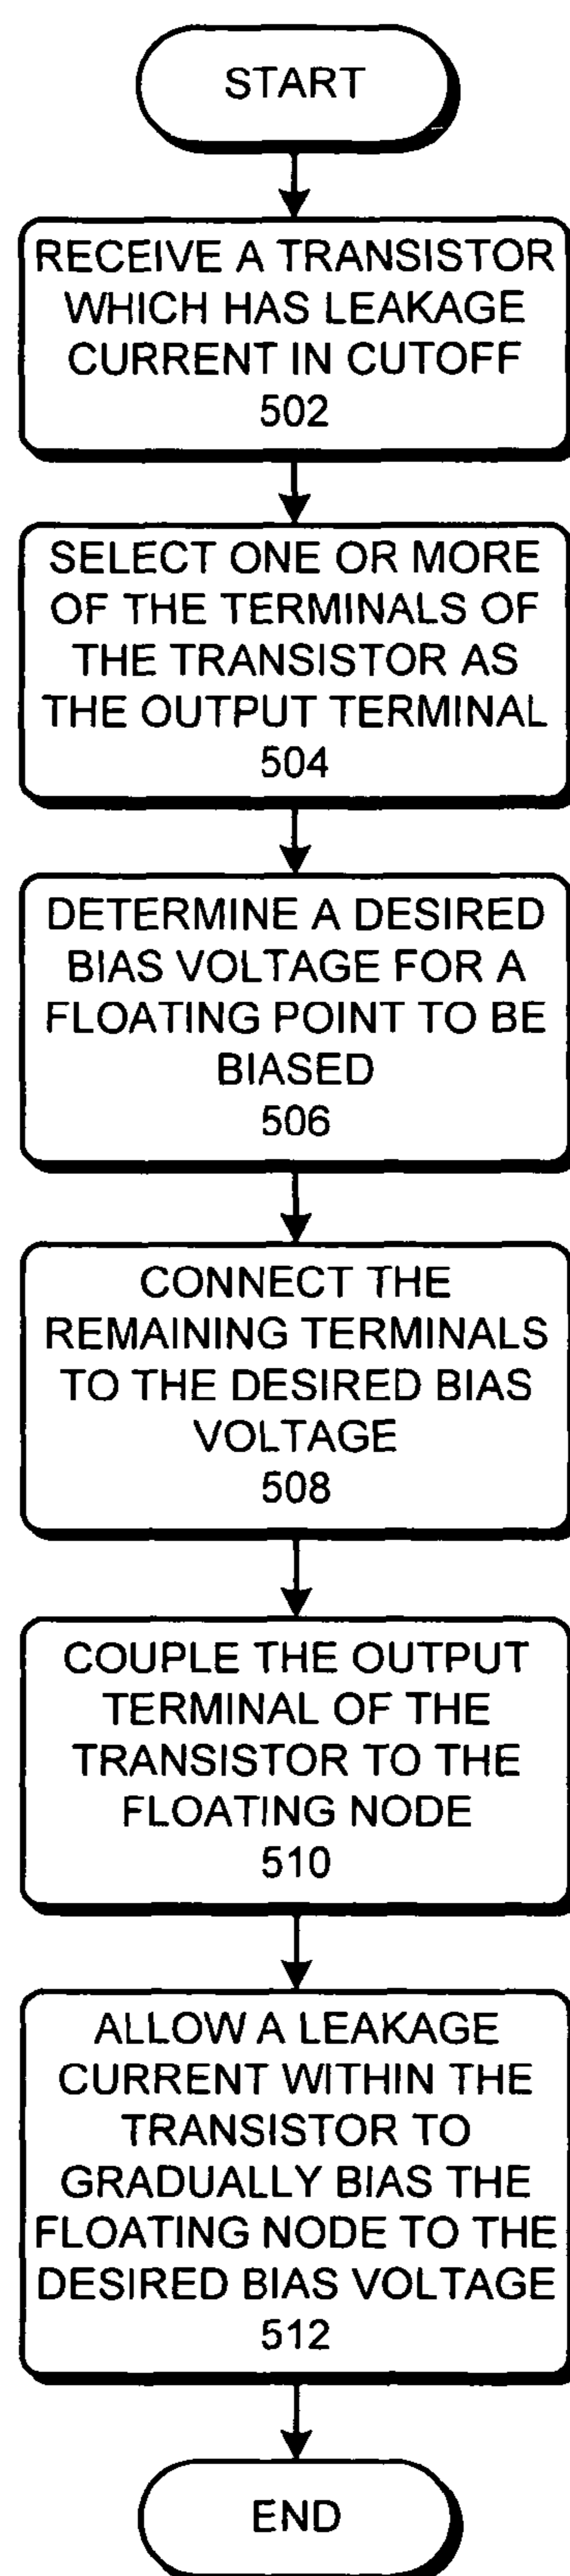 START
RECEIVE A TRANSISTOR
WHICH HAS LEAKAGE
CURRENT IN CUTOFF
502
SELECT ONE OR MORE
OF THE TERMINALS OF
THE TRANSISTOR AS
THE OUTPUT TERMINAL
504
DETERMINE A DESIRED
BIAS VOLTAGE FOR A
FLOATING POINT TO BE
BIASED
506
CONNECT THE
REMAINING TERMINALS
TO THE DESIRED BIAS
VOLTAGE
508
COUPLE THE OUTPUT
TERMINAL OF THE
TRANSISTOR TO THE
FLOATING NODE
510
ALLOW A LEAKAGE
CURRENT WITHIN THE
TRANSISTOR TO
GRADUALLY BIAS THE
FLOATING NODE TO THE
DESIRED BIAS VOLTAGE
512
END